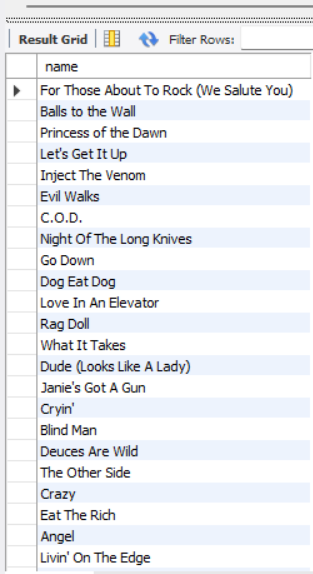 Result Grid Filter Rows:
name
For Those About To Rock (We Salute You)
Balls to the Wall
Princess of the Dawn
Let's Get It Up
Inject The Venom
Evil Walks
C.O.D.
Night Of The Long Knives
Go Down
Dog Eat Dog
Love In An Elevator
Rag Doll
What It Takes
Dude (Looks Like A Lady)
Janie's Got A Gun
Cryin'
Blind Man
Deuces Are Wild
The Other Side
Crazy
Eat The Rich
Angel
Livin' On The Edge